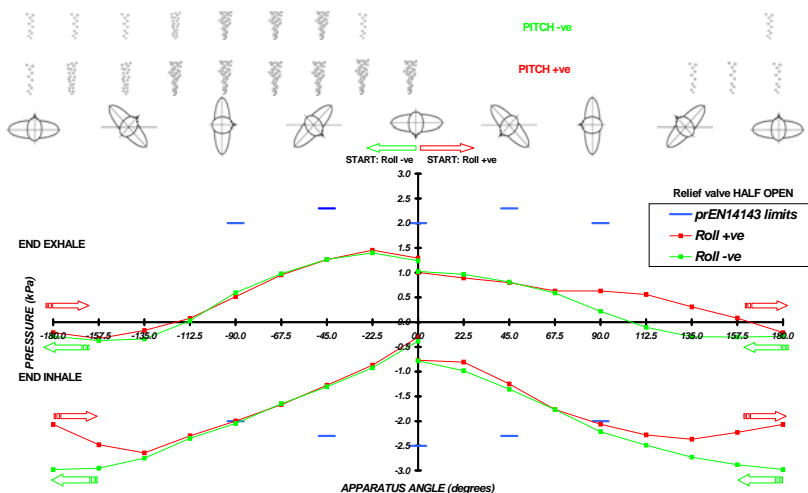 PITCH -ve
PITCH +ve
START: Roll -ve START: Roll +ve
Relief valve HALF OPEN
prEN14143 limits
Roll +ve
Roll -ve
3.0
2.5
2.0
1.5
1.0
0.5
0.0
-0.5
-1.0
-1.5
-2.0
-2.5
-3.0
END EXHALE
END INHALE
PRESSURE (kPa)
-180.0 -157.5 -135.0 -112.5 -90.0 -67.5 -45.0 -22.5 0.0 22.5 45.0 67.5 90.0 112.5 135.0 157.5 180.0
APPARATUS ANGLE (degrees)